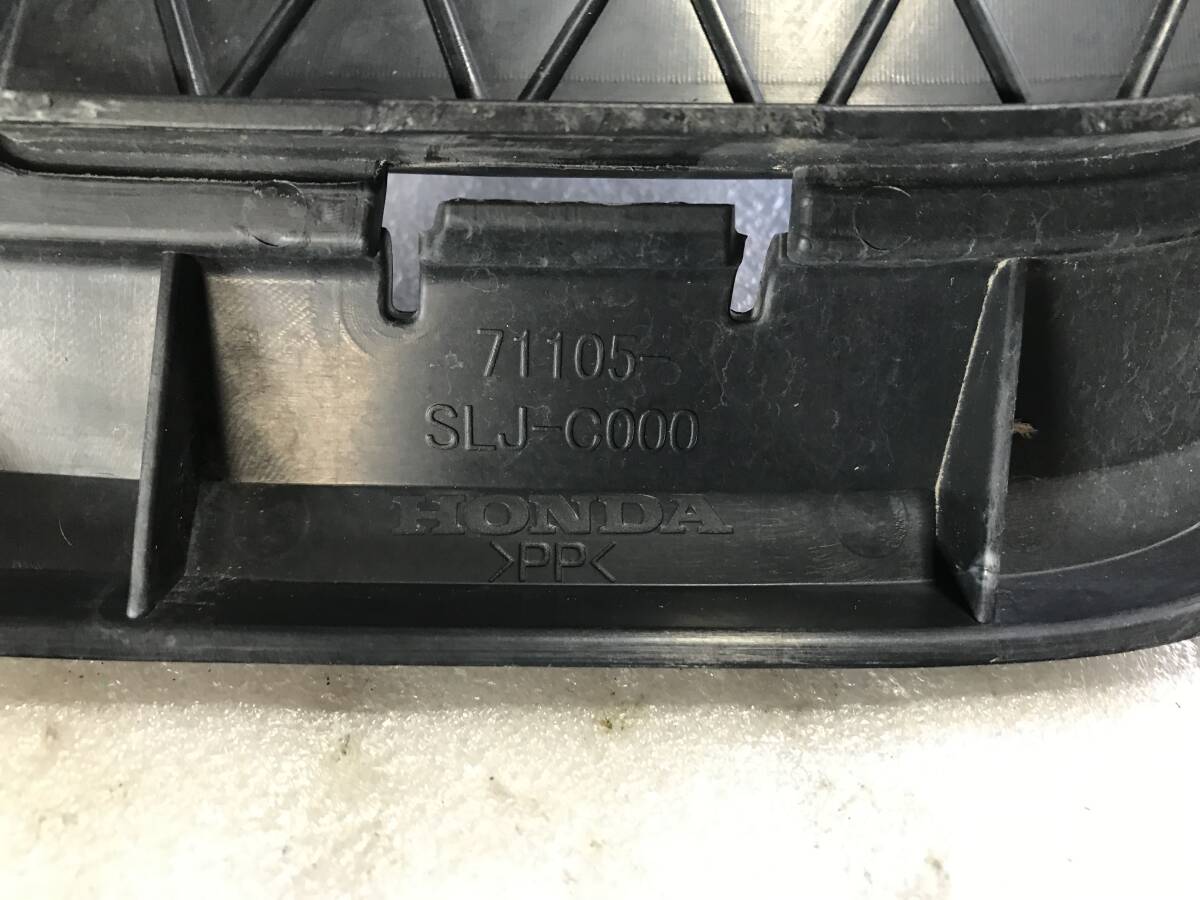 71105-
SLJ-C000
HONDA
>PP<